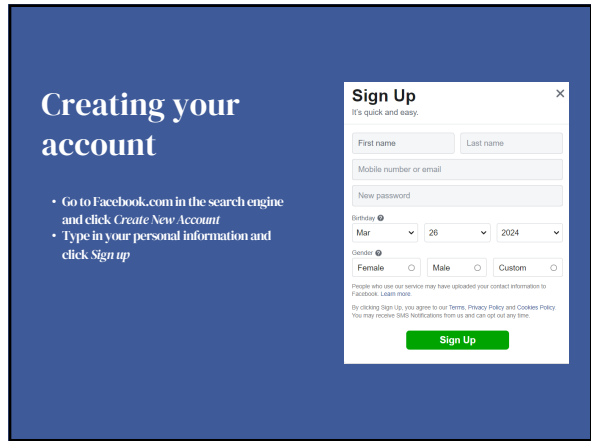 Creating your
account
• Go to Facebook.com in the search engine
and click Create New Account
• Type in your personal information and
click Sign up
Sign Up
It's quick and easy.
First name
Last name
Mobile number or email
New password
Birthday
Mar
26
2024
Gender
Female
Male
Custom
People who use our service may have uploaded your contact information to
Facebook. Learn more.
By clicking Sign Up, you agree to our Terms, Privacy Policy and Cookies Policy.
You may receive SMS Notifications from us and can opt out any time.
Sign Up